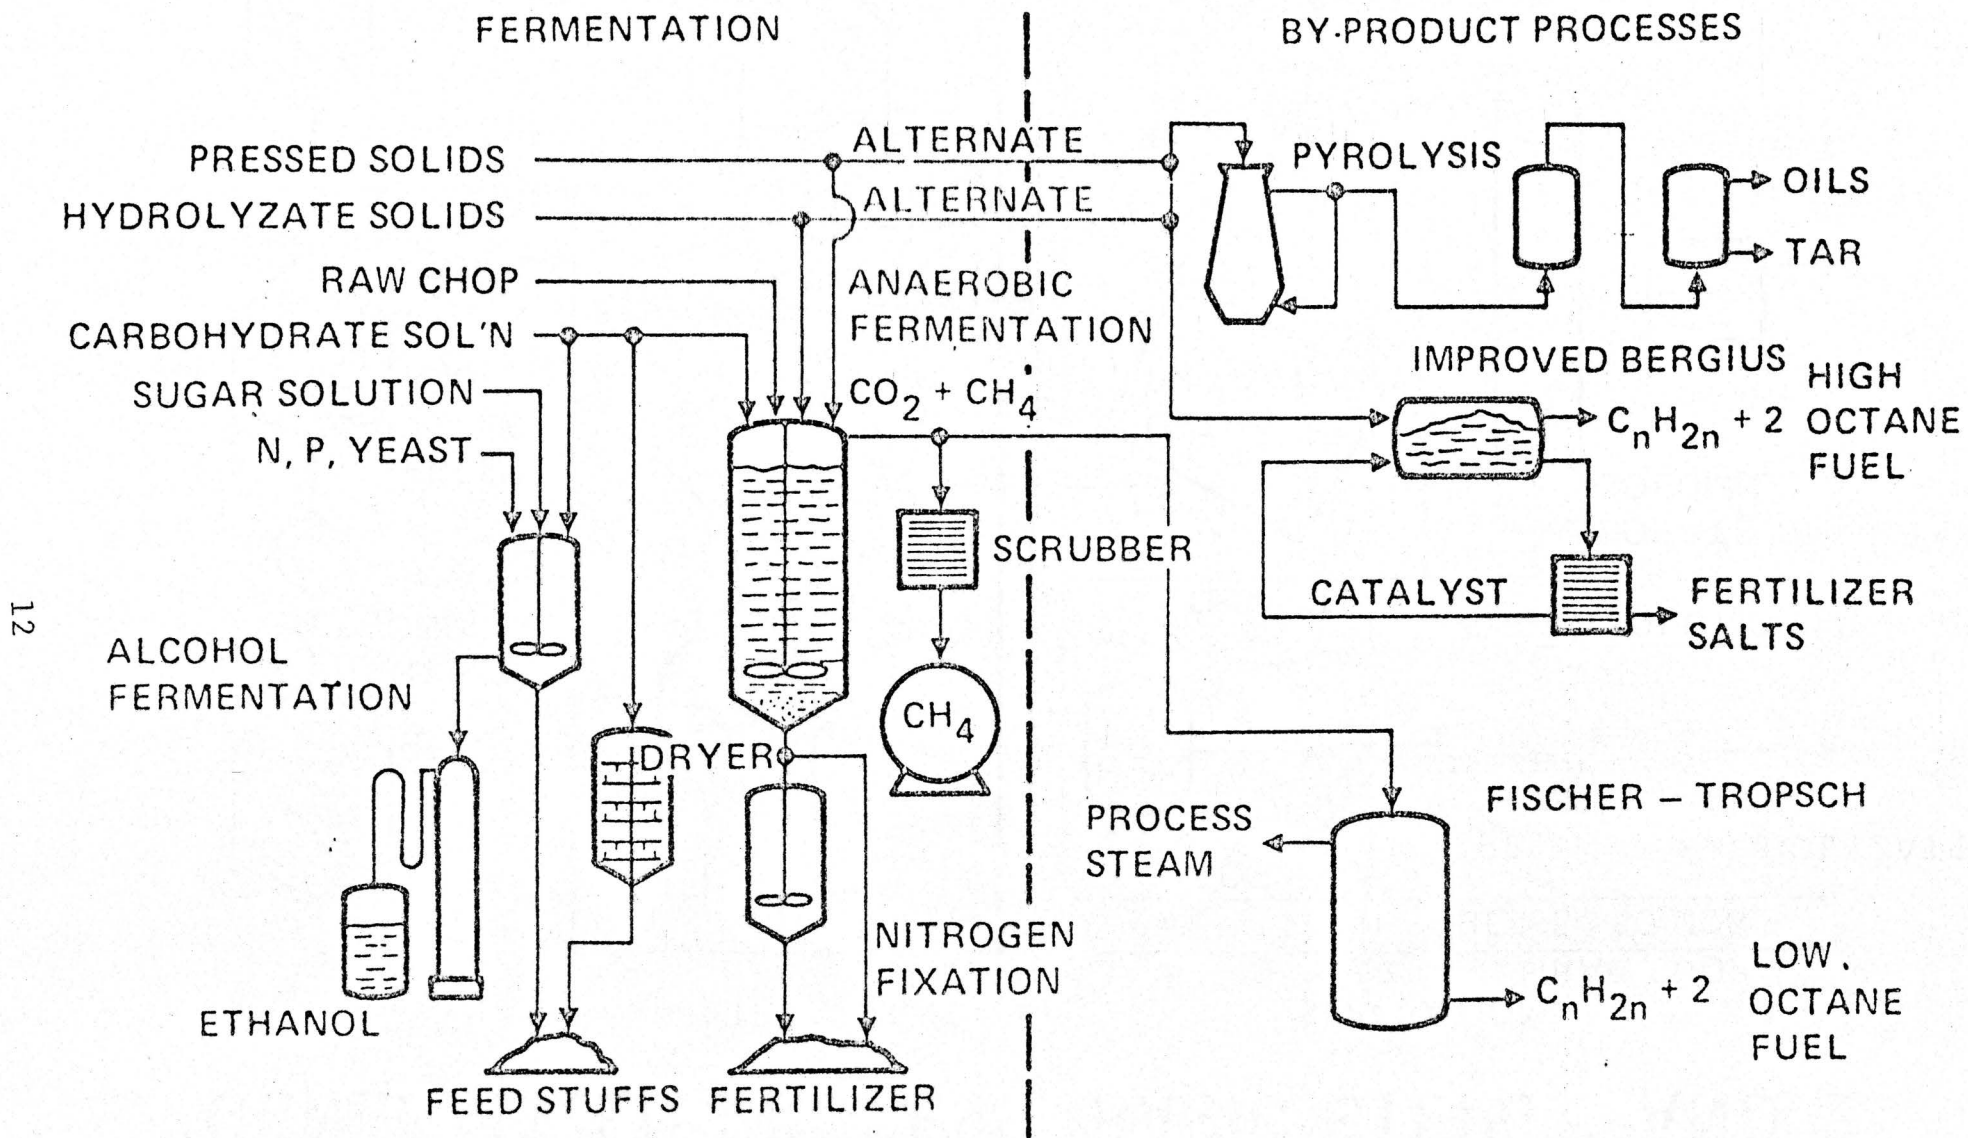 FERMENTATION
BY-PRODUCT PROCESSES
PRESSED SOLIDS
ALTERNATE
HYDROLYZATE SOLIDS
ALTERNATE
RAW CHOP
CARBOHYDRATE SOL'N
SUGAR SOLUTION
N, P, YEAST
ANAEROBIC
FERMENTATION
CO₂ + CH₄
SCRUBBER
CH₄
ALCOHOL
FERMENTATION
DRYER
ETHANOL
NITROGEN
FIXATION
FEED STUFFS
FERTILIZER
PYROLYSIS
OILS
TAR
IMPROVED BERGIUS
CₙH₂ₙ + 2
HIGH
OCTANE
FUEL
CATALYST
FERTILIZER
SALTS
FISCHER – TROPSCH
PROCESS
STEAM
CₙH₂ₙ + 2
LOW.
OCTANE
FUEL
12